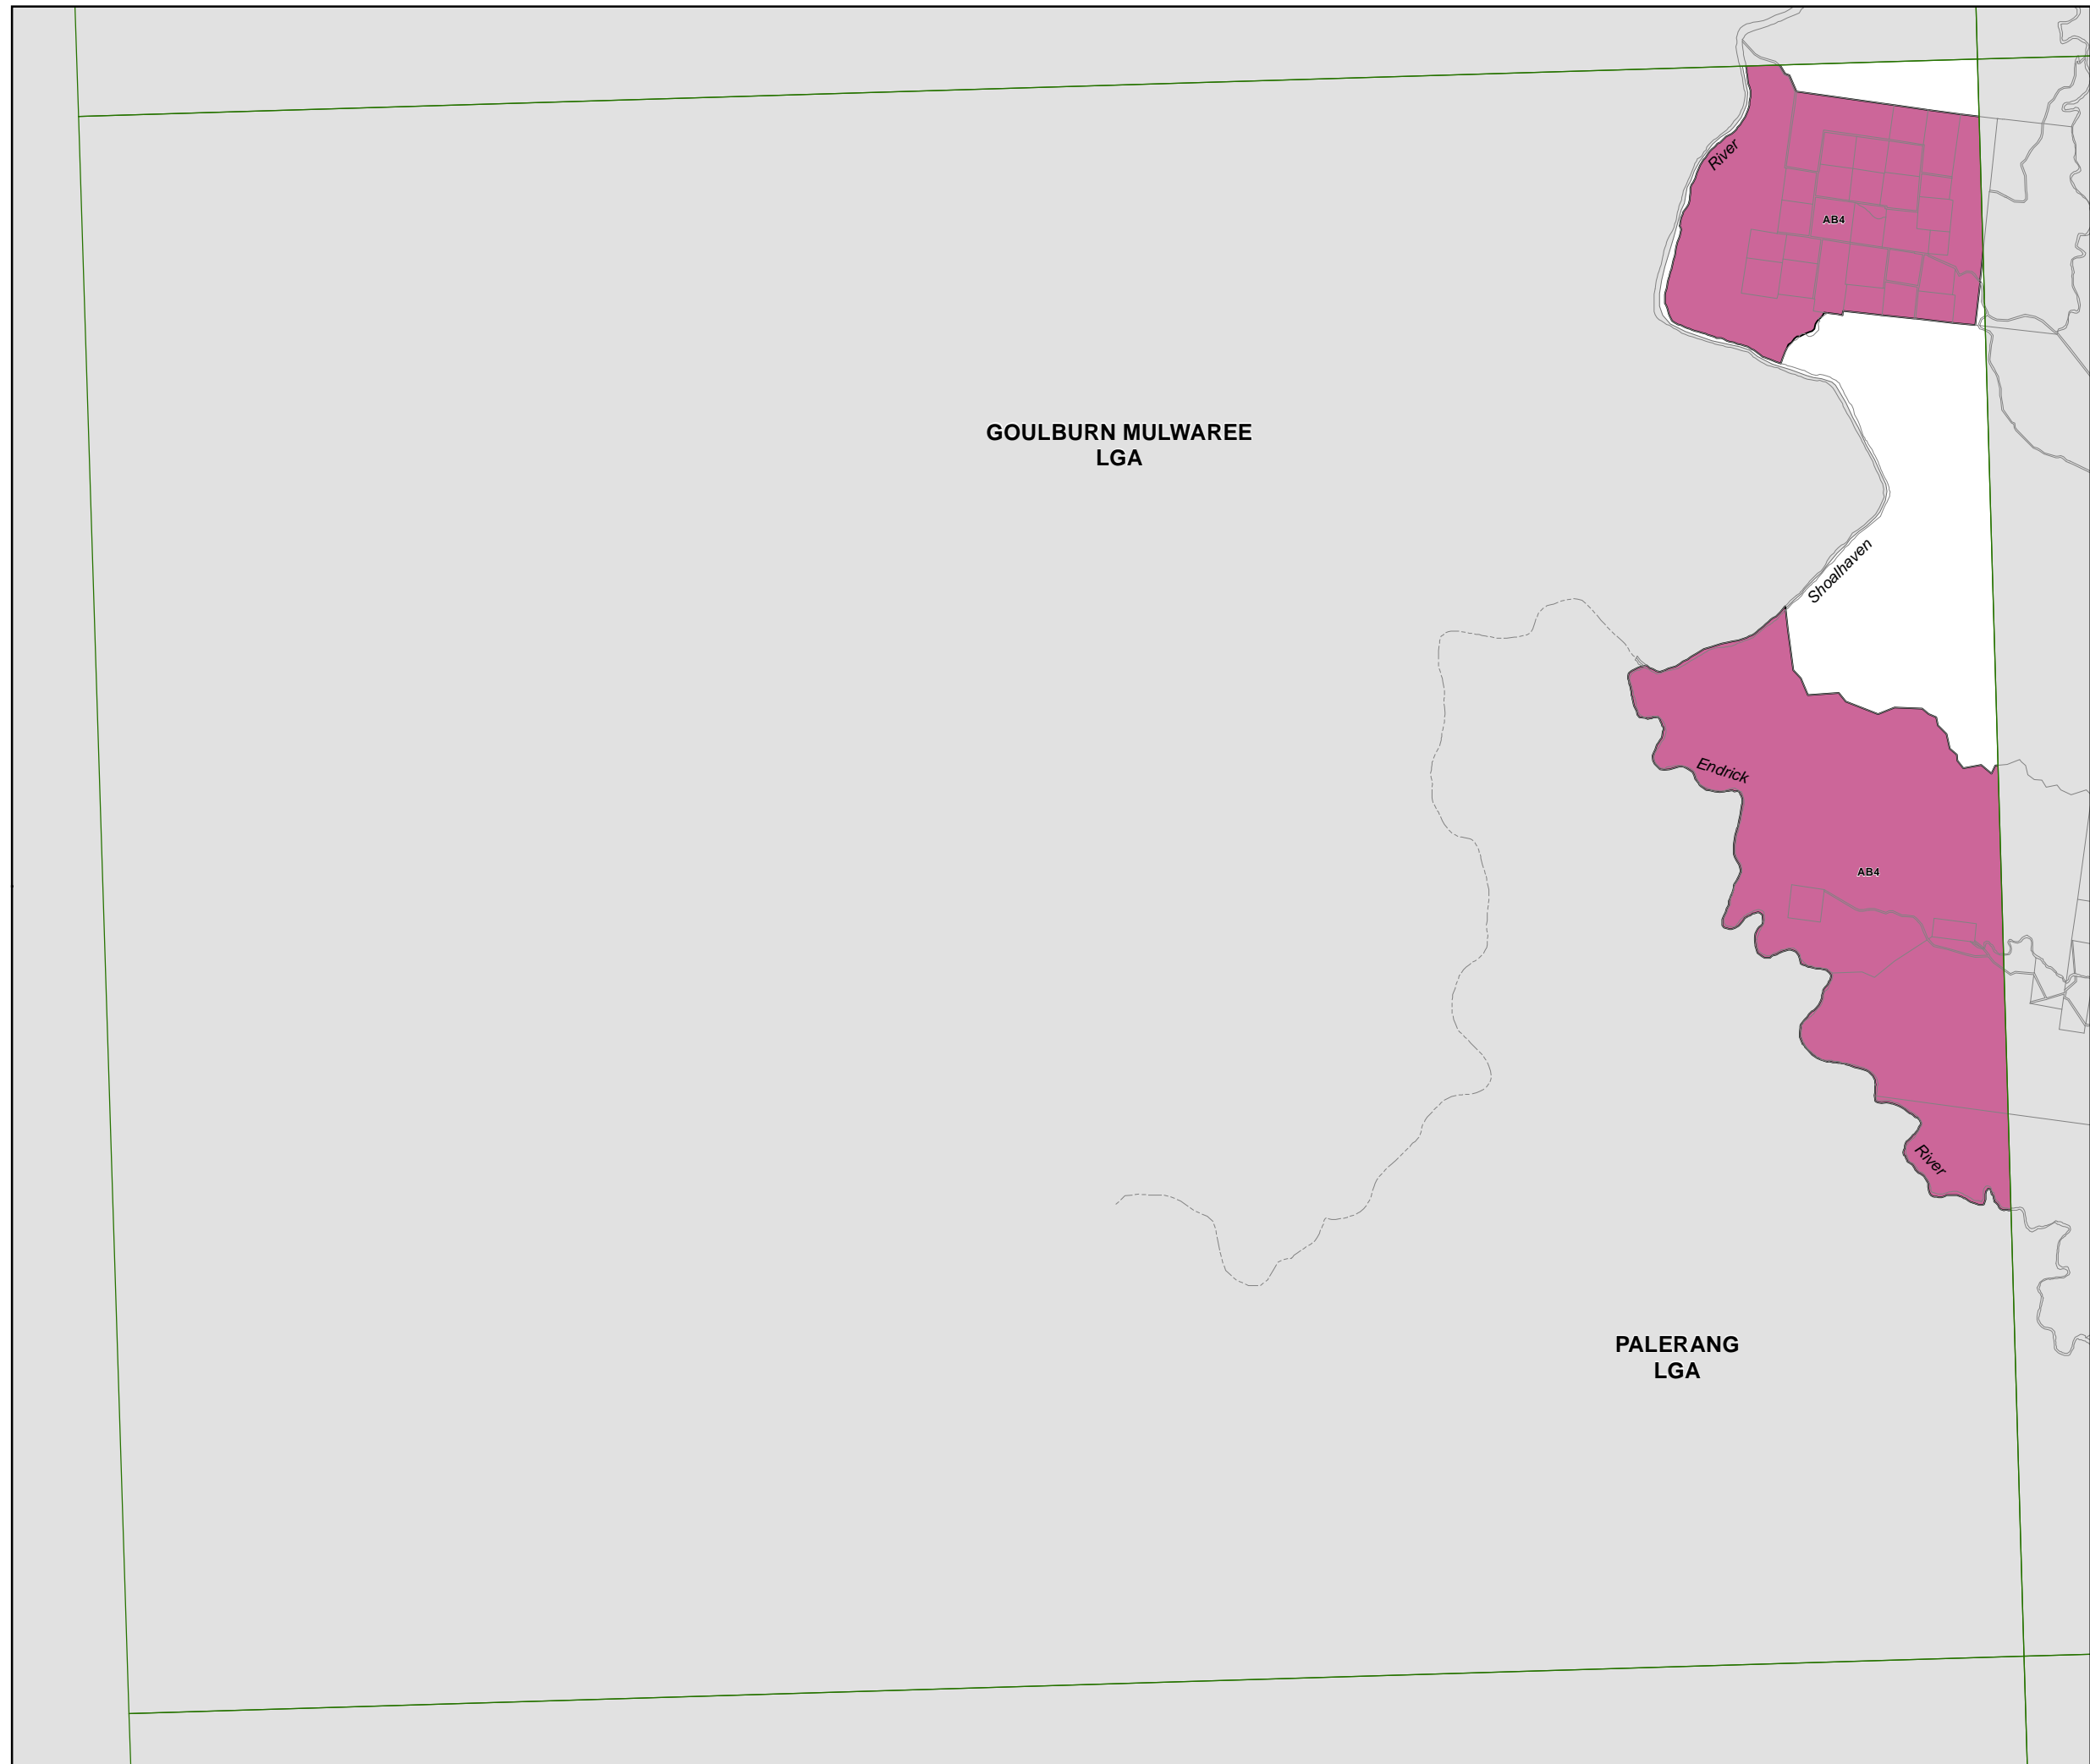 River
AB4
GOULBURN MULWAREE
LGA
Shoalhaven
Endrick
AB4
River
PALERANG
LGA